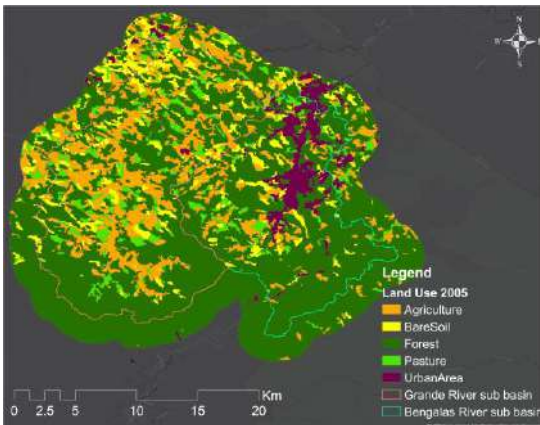 N
W
S
Legend
Land Use 2005
Agriculture
BareSoil
Forest
Pasture
UrbanArea
Grande River sub basin
Bengalas River sub basin
Km
0 2.5 5 10 15 20